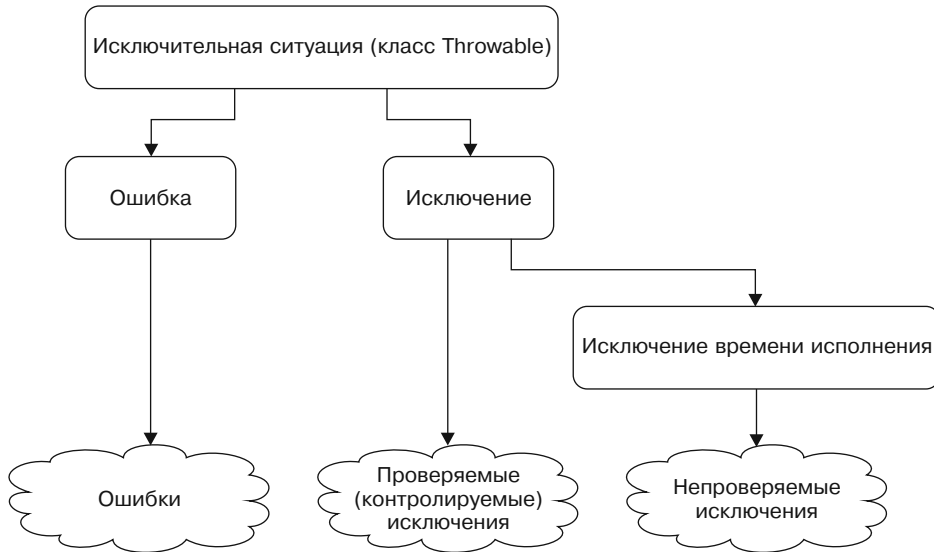 Исключительная ситуация (класс Throwable)
Ошибка
Исключение
Исключение времени исполнения
Ошибки
Проверяемые
(контролируемые)
исключения
Непроверяемые
исключения